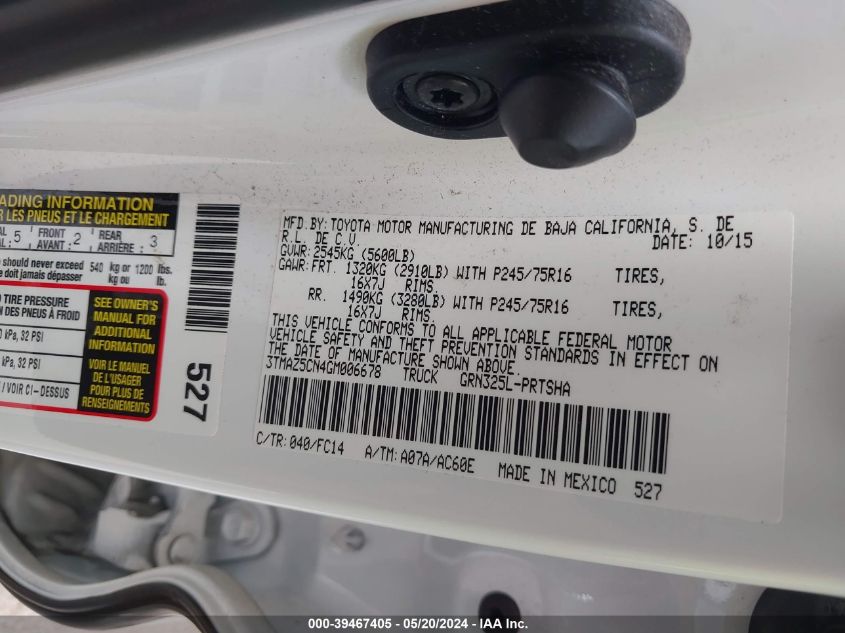 ADING INFORMATION
R LES PNEUS ET LE CHARGEMENT
AL 5 FRONT 2 REAR 3
AL: AVANT: ARRIÈRE:
should never exceed 540 kg or 1200 lbs.
e doit jamais dépasser kg ou lb.
TIRE PRESSURE
N DES PNEUS À FROID
kPa, 32 PSI
kPa, 32 PSI
/ VOIR CI-DESSUS
SEE OWNER'S
MANUAL FOR
ADDITIONAL
INFORMATION
VOIR LE MANUEL
DE L'USAGER
POUR PLUS DE
RENSEIGNEMENTS
527
MFD.BY:TOYOTA MOTOR MANUFACTURING DE BAJA CALIFORNIA, S. DE
R.L. DE C.V. DATE: 10/15
GVWR:2545KG (5600LB)
GAWR:FRT. 1320KG (2910LB) WITH P245/75R16 TIRES,
16X7J RIMS,
RR. 1490KG (3280LB) WITH P245/75R16 TIRES,
16X7J RIMS,
THIS VEHICLE CONFORMS TO ALL APPLICABLE FEDERAL MOTOR
VEHICLE SAFETY AND THEFT PREVENTION STANDARDS IN EFFECT ON
THE DATE OF MANUFACTURE SHOWN ABOVE.
3TMAZ5CN4GM006678 TRUCK GRN325L-PRTSHA
C/TR:040/FC14 A/TM:A07A/AC60E MADE IN MEXICO 527
000-39467405 - 05/20/2024 - IAA Inc.